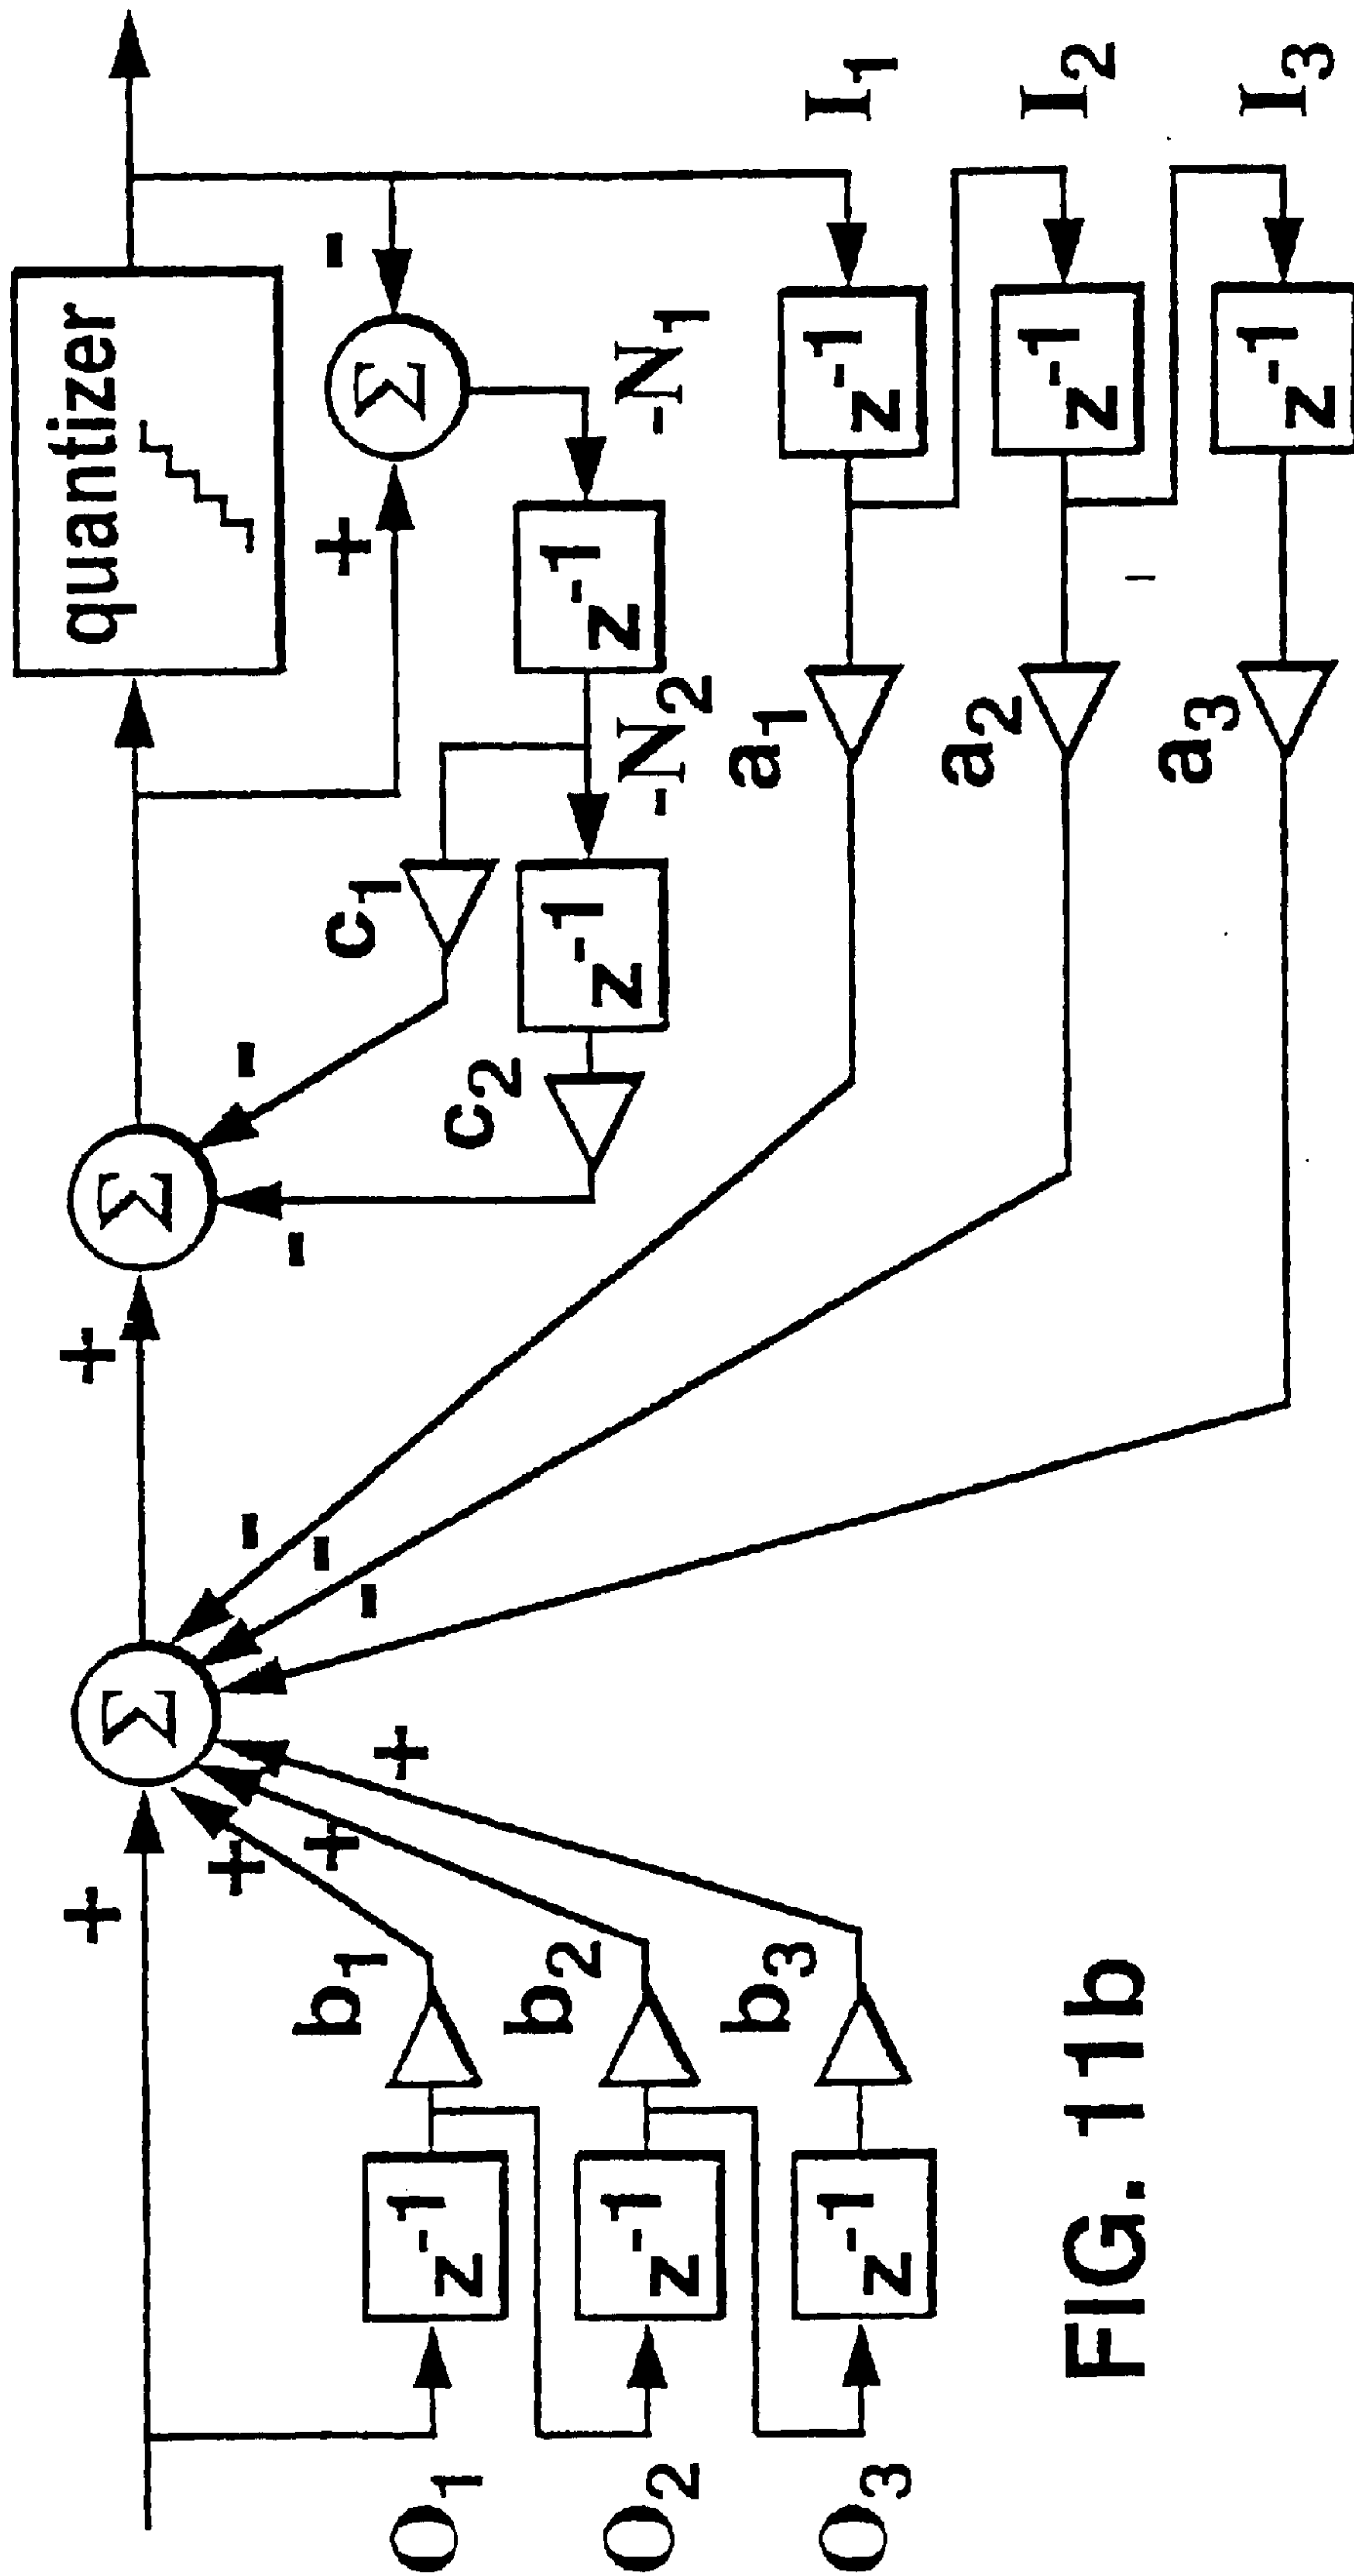 quantizer
Σ
Σ
Σ
+
+
+
+
+
-
-
-
-
-
+
-
b₁
b₂
b₃
c₁
c₂
-N₁
-N₂
a₁
a₂
a₃
z⁻¹
z⁻¹
z⁻¹
z⁻¹
z⁻¹
z⁻¹
z⁻¹
z⁻¹
O₁
O₂
O₃
I₁
I₂
I₃
FIG. 11b